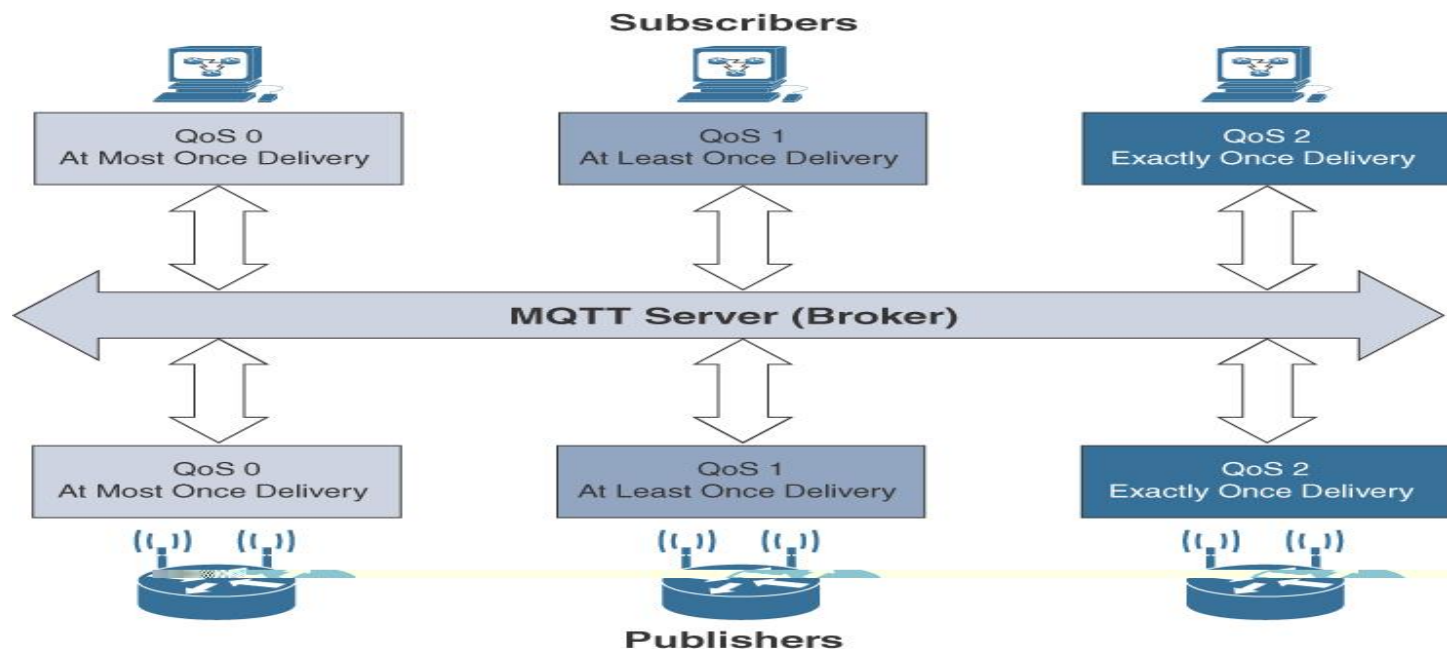 Subscribers
QoS 0
At Most Once Delivery
QoS 1
At Least Once Delivery
QoS 2
Exactly Once Delivery
MQTT Server (Broker)
QoS 0
At Most Once Delivery
QoS 1
At Least Once Delivery
QoS 2
Exactly Once Delivery
Publishers